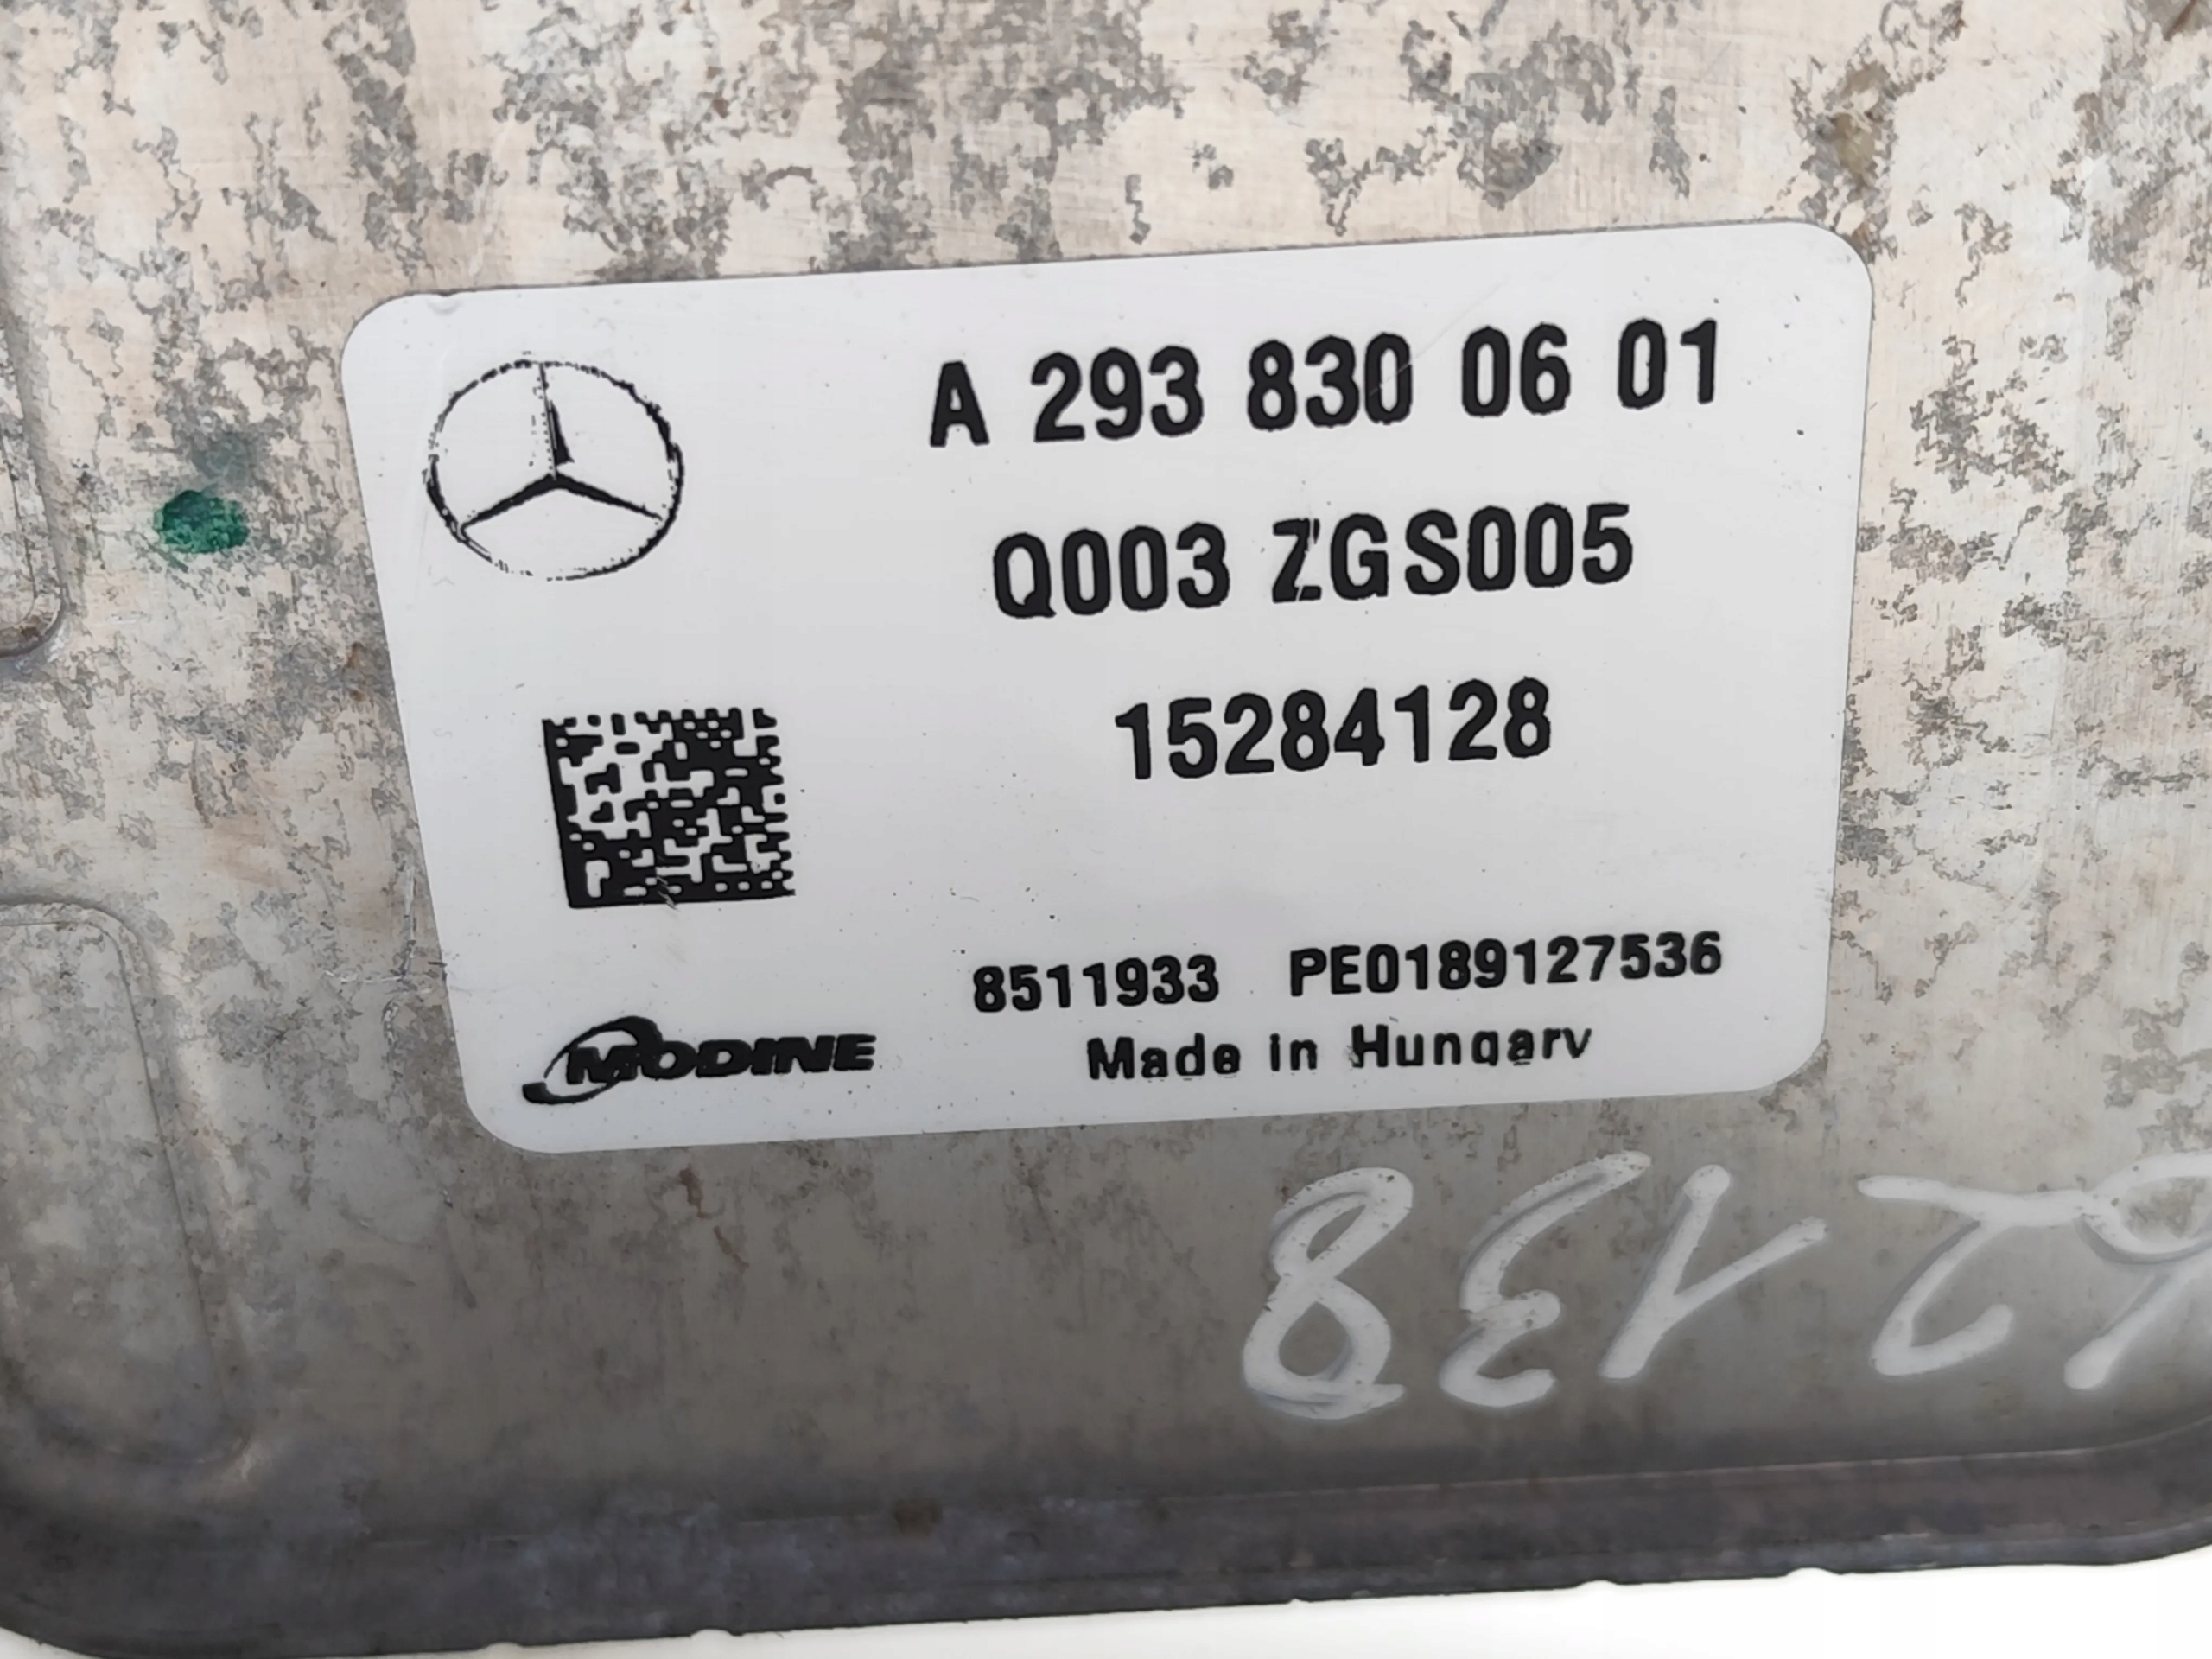 A 293 830 06 01
Q003 ZGS005
15284128
8511933 PE0189127536
MODINE
Made in Hungary